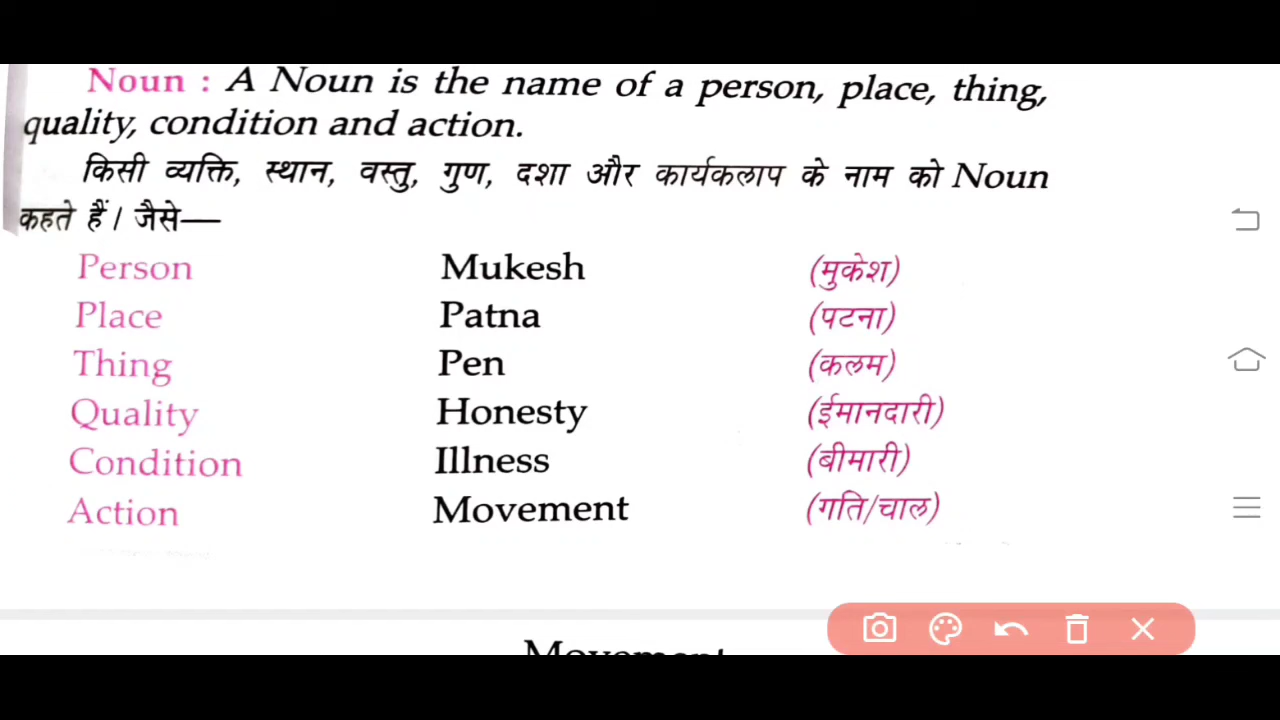 Noun : A Noun is the name of a person, place, thing,
quality, condition and action.
किसी व्यक्ति, स्थान, वस्तु, गुण, दशा और कार्यकलाप के नाम को Noun
कहते हैं। जैसे—
Person Mukesh (मुकेश)
Place Patna (पटना)
Thing Pen (कलम)
Quality Honesty (ईमानदारी)
Condition Illness (बीमारी)
Action Movement (गति/चाल)
Movement